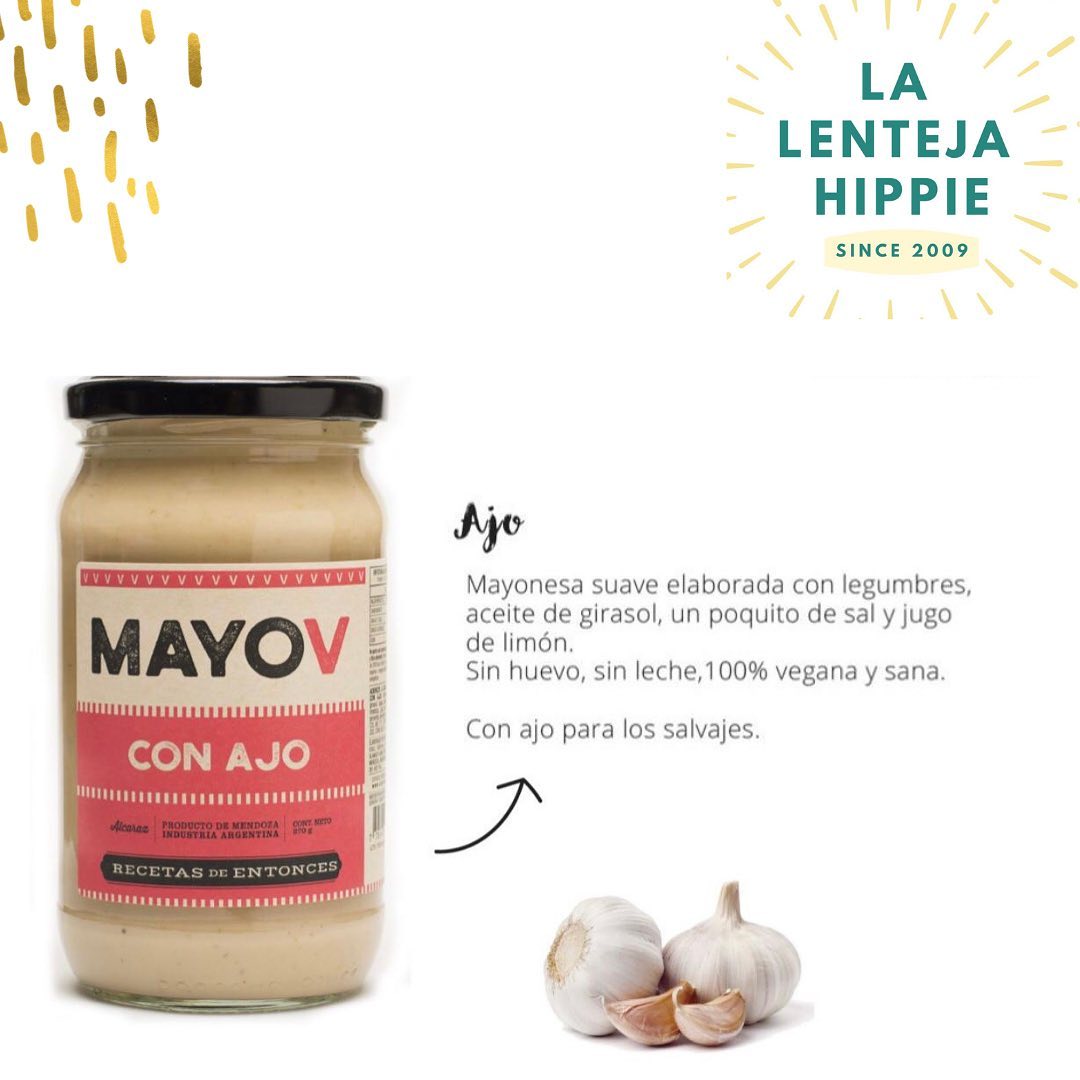 LA
LENTEJA
HIPPIE
SINCE 2009
Ajo
Mayonesa suave elaborada con legumbres,
aceite de girasol, un poquito de sal y jugo
de limón.
Sin huevo, sin leche,100% vegana y sana.
Con ajo para los salvajes.
VVVVVVVVVVVVVVVVVVVVVV
MAYOV
CON AJO
Alcaraz
PRODUCTO DE MENDOZA
INDUSTRIA ARGENTINA
CONT. NETO
270 g
RECETAS DE ENTONCES